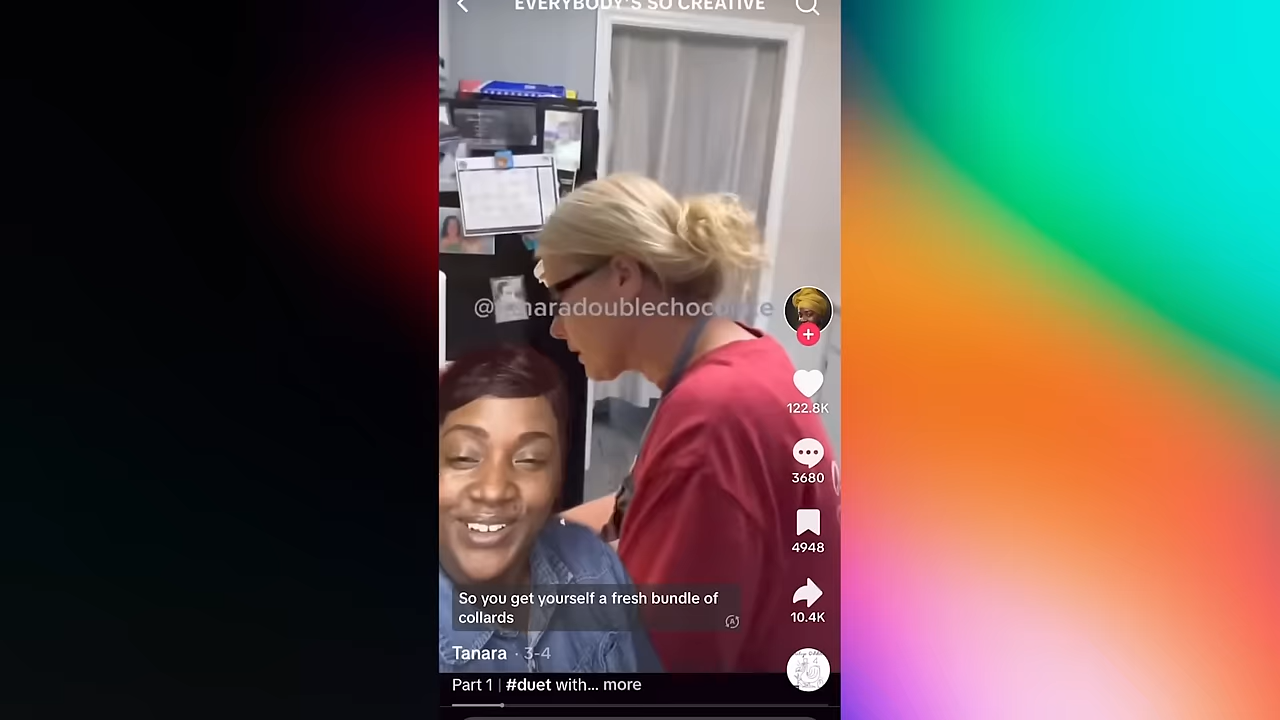 EVERYBODY'S SO CREATIVE
@tanaradoublechocolate
122.8K
3680
4948
10.4K
So you get yourself a fresh bundle of
collards
Tanara · 3-4
Part 1 | #duet with... more